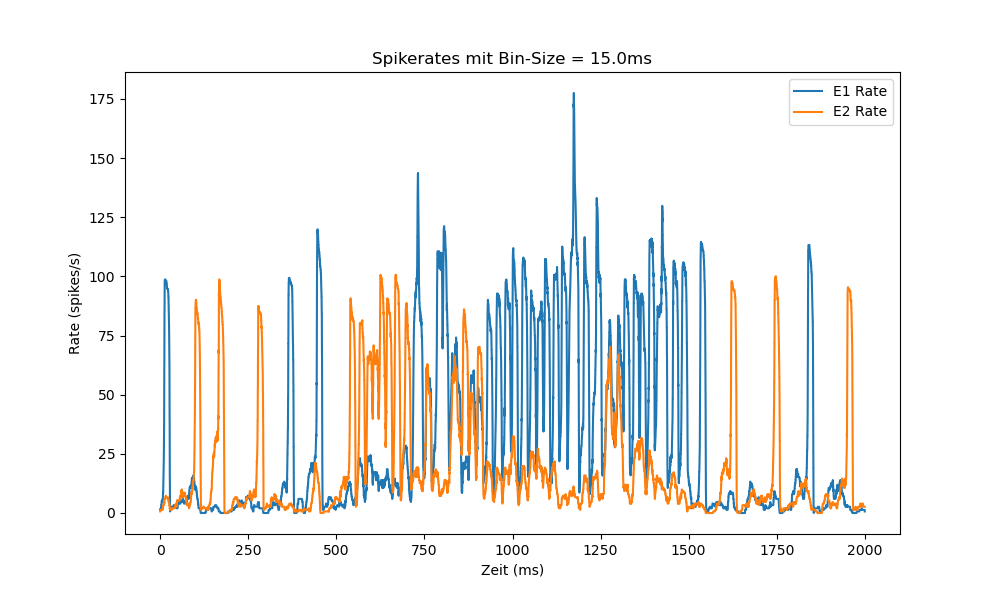 Spikerates mit Bin-Size = 15.0ms
E1 Rate
E2 Rate
Rate (spikes/s)
175
150
125
100
75
50
25
0
0 250 500 750 1000 1250 1500 1750 2000
Zeit (ms)